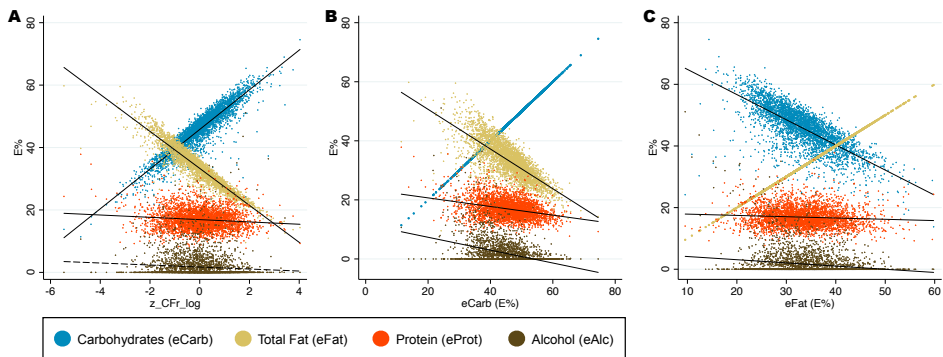 A B C
80 80 80
60 60 60
E% E% E%
40 40 40
20 20 20
0 0 0
-6 -4 -2 0 2 4 0 20 40 60 80 10 20 30 40 50 60
z_CFr_log eCarb (E%) eFat (E%)
Carbohydrates (eCarb) Total Fat (eFat) Protein (eProt) Alcohol (eAlc)